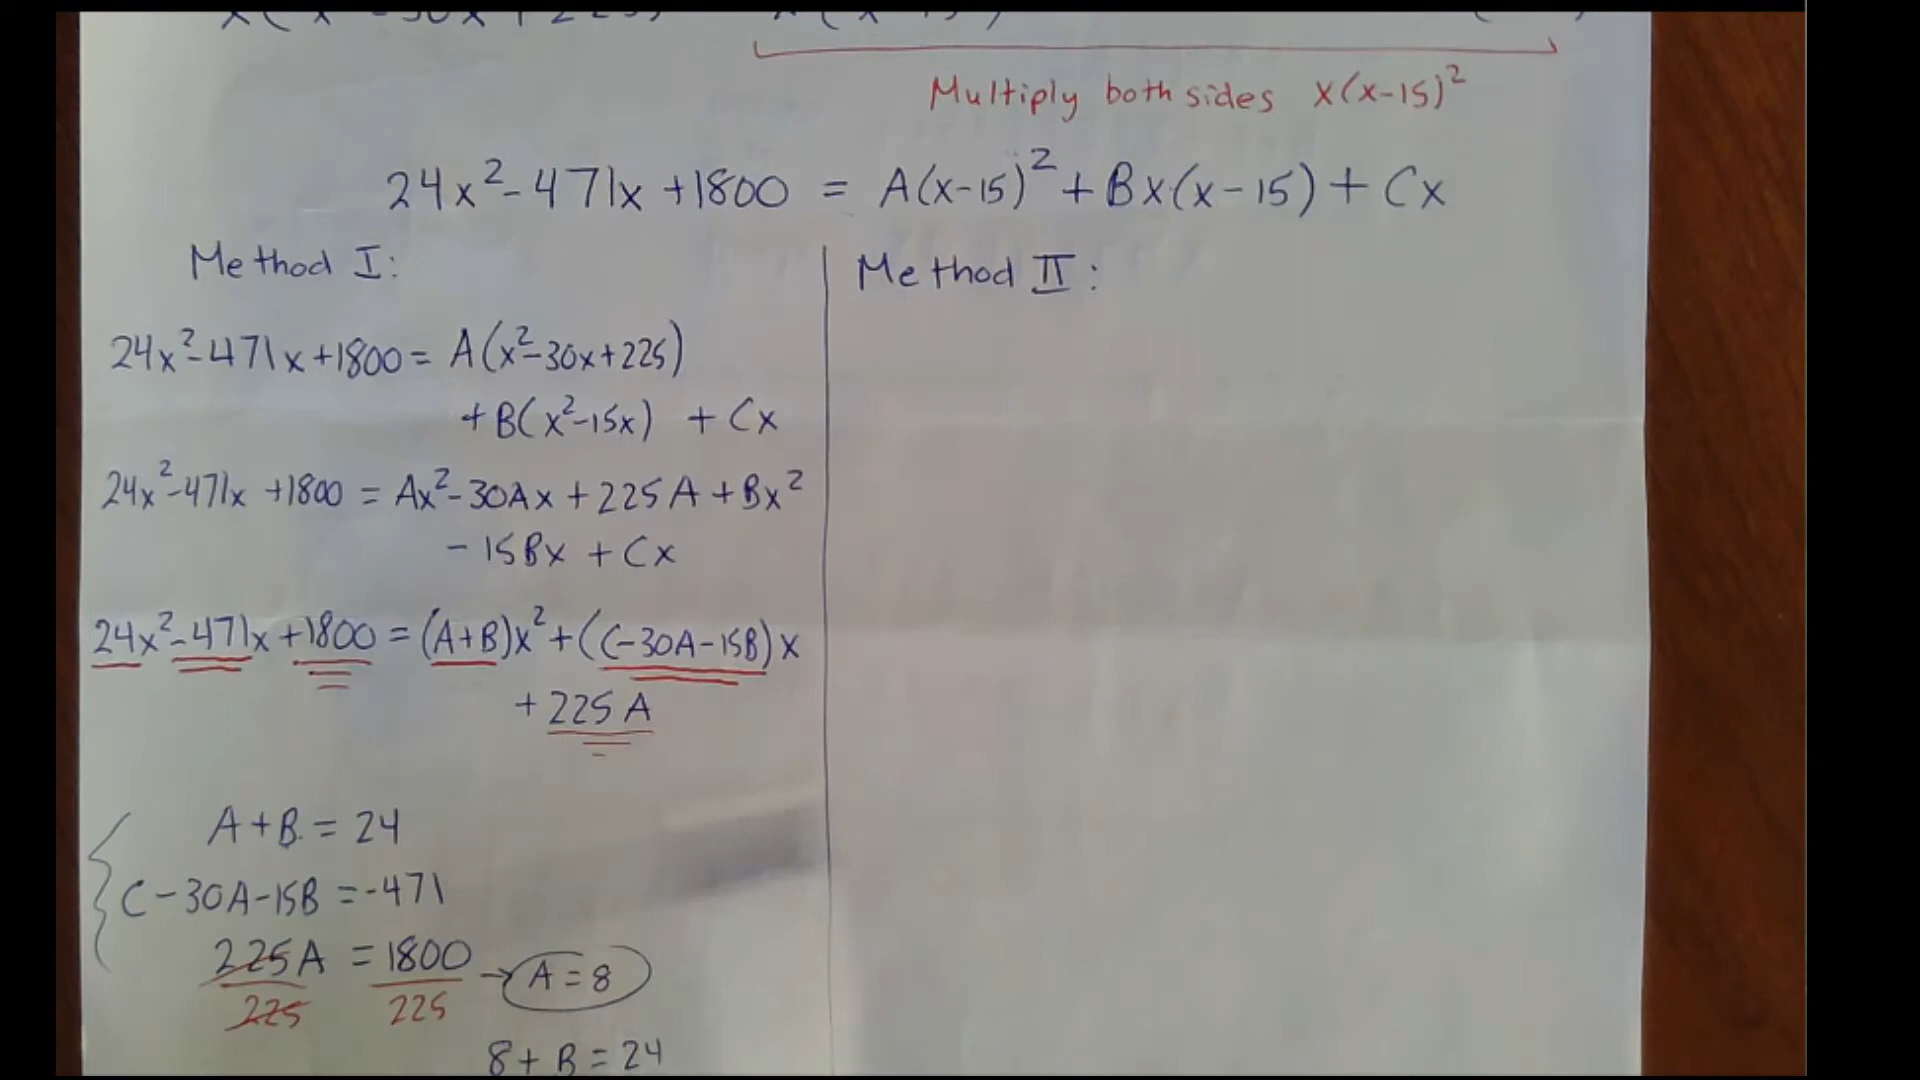 Multiply both sides x(x-15)²
24x²-471x+1800 = A(x-15)²+Bx(x-15)+Cx
Method I:
24x²-471x+1800= A(x²-30x+225)
+B(x²-15x) + Cx
24x²-471x+1800 = Ax²-30Ax+225A+Bx²
-15Bx+Cx
24x²-471x+1800=(A+B)x²+(C-30A-15B)x
+225A
A+B=24
C-30A-15B=-471
225A = 1800 → A=8
225 225
8+B=24
Method II: